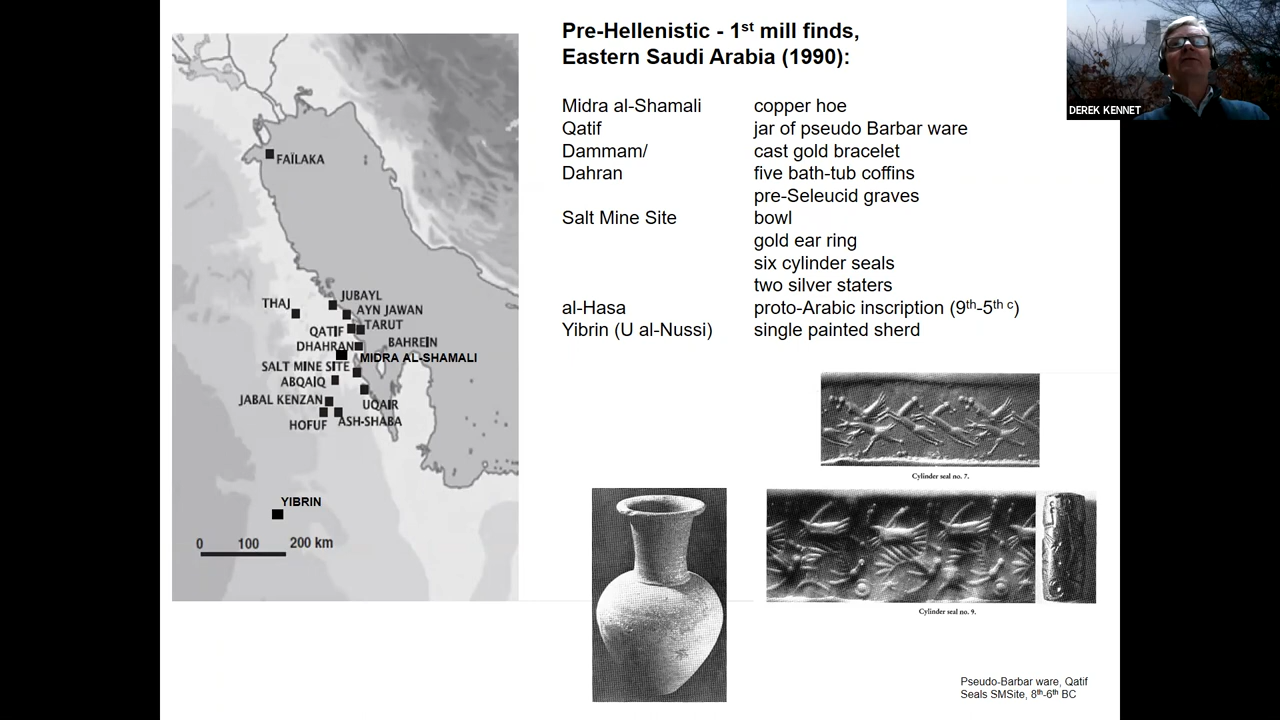 Pre-Hellenistic - 1st mill finds,
Eastern Saudi Arabia (1990):
Midra al-Shamali copper hoe
Qatif jar of pseudo Barbar ware
Dammam/ cast gold bracelet
Dahran five bath-tub coffins
pre-Seleucid graves
Salt Mine Site bowl
gold ear ring
six cylinder seals
two silver staters
al-Hasa proto-Arabic inscription (9th-5th c)
Yibrin (U al-Nussi) single painted sherd
DEREK KENNET
FAÏLAKA
THAJ
JUBAYL
AYN JAWAN
TARUT
QATIF
DHAHRAN
BAHREIN
MIDRA AL-SHAMALI
SALT MINE SITE
ABQAIQ
JABAL KENZAN
UQAIR
HOFUF
ASH-SHABA
YIBRIN
0 100 200 km
Cylinder seal no. 7.
Cylinder seal no. 9.
Pseudo-Barbar ware, Qatif
Seals SMSite, 8th-6th BC